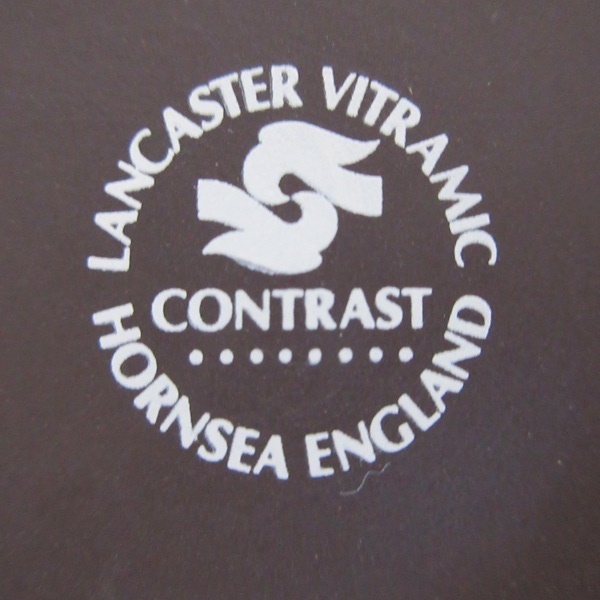 LANCASTER VITRAMIC
CONTRAST
HORNSEA ENGLAND